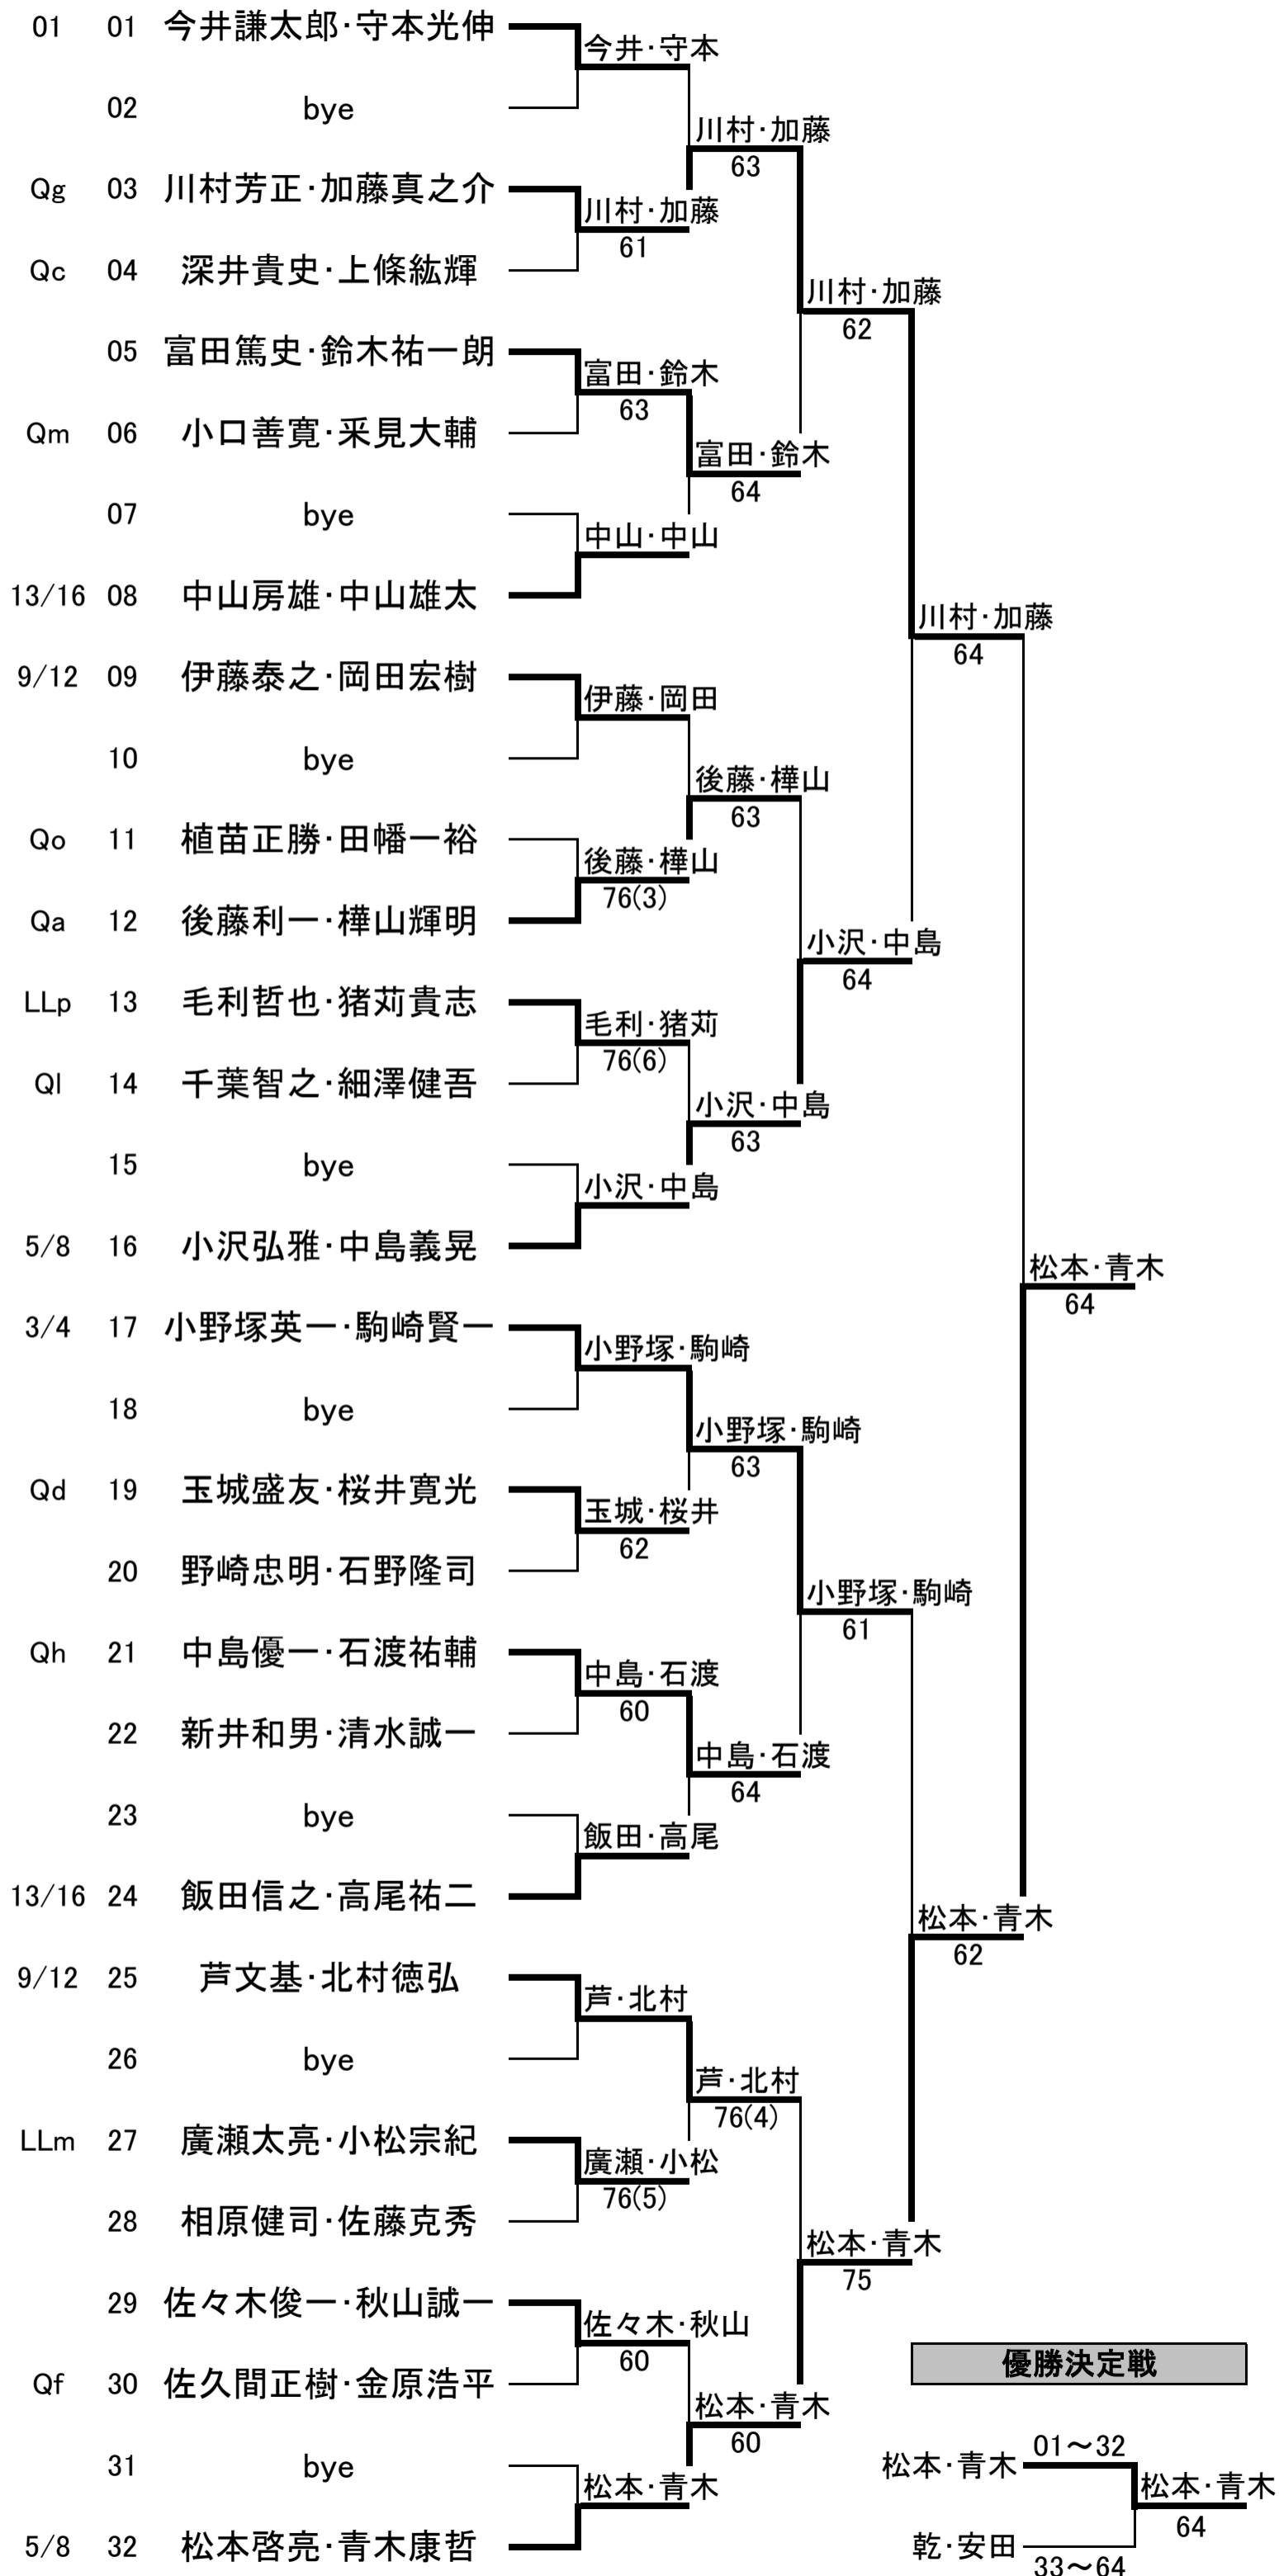 01 01 今井謙太郎･守本光伸
今井･守本
02 bye
川村･加藤
63
Qg 03 川村芳正･加藤真之介
川村･加藤
61
Qc 04 深井貴史･上條紘輝
川村･加藤
62
05 富田篤史･鈴木祐一朗
富田･鈴木
63
Qm 06 小口善寛･采見大輔
富田･鈴木
64
07 bye
中山･中山
13/16 08 中山房雄･中山雄太
川村･加藤
64
9/12 09 伊藤泰之･岡田宏樹
伊藤･岡田
10 bye
後藤･樺山
63
Qo 11 植苗正勝･田幡一裕
後藤･樺山
76(3)
Qa 12 後藤利一･樺山輝明
小沢･中島
64
LLp 13 毛利哲也･猪苅貴志
毛利･猪苅
76(6)
Ql 14 千葉智之･細澤健吾
小沢･中島
63
15 bye
小沢･中島
5/8 16 小沢弘雅･中島義晃
松本･青木
64
3/4 17 小野塚英一･駒崎賢一
小野塚･駒崎
18 bye
小野塚･駒崎
63
Qd 19 玉城盛友･桜井寛光
玉城･桜井
62
20 野崎忠明･石野隆司
小野塚･駒崎
61
Qh 21 中島優一･石渡祐輔
中島･石渡
60
22 新井和男･清水誠一
中島･石渡
64
23 bye
飯田･高尾
13/16 24 飯田信之･高尾祐二
松本･青木
62
9/12 25 芦文基･北村徳弘
芦･北村
26 bye
芦･北村
76(4)
LLm 27 廣瀬太亮･小松宗紀
廣瀬･小松
76(5)
28 相原健司･佐藤克秀
松本･青木
75
29 佐々木俊一･秋山誠一
佐々木･秋山
60
優勝決定戦
Qf 30 佐久間正樹･金原浩平
松本･青木
60
31 bye
松本･青木 01～32
松本･青木
松本･青木
64
5/8 32 松本啓亮･青木康哲
乾･安田
33～64